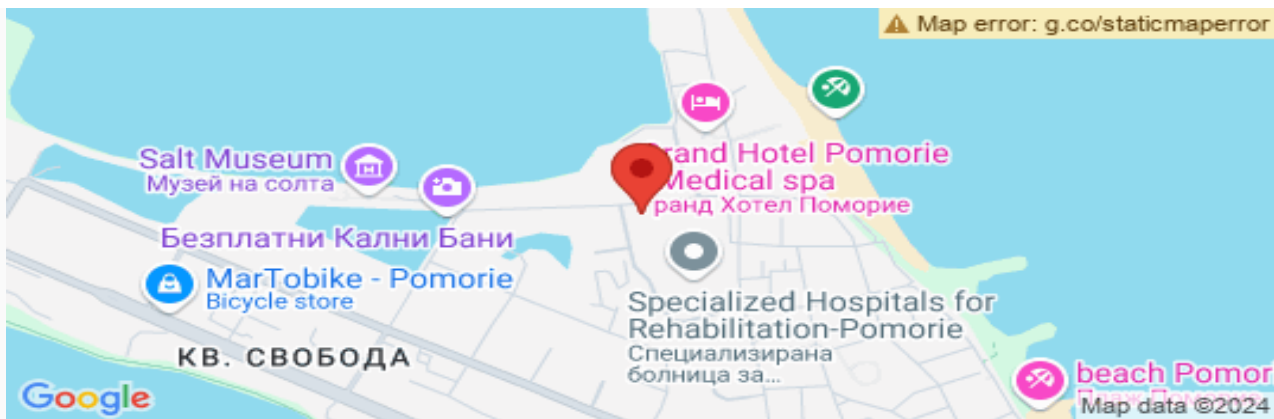 Map error: g.co/staticmaperror
Grand Hotel Pomorie
Medical spa
Гранд Хотел Поморие
Salt Museum
Музей на солта
Безплатни Кални Бани
MarTobike - Pomorie
Bicycle store
Specialized Hospitals for
Rehabilitation-Pomorie
Специализирана
болница за...
КВ. СВОБОДА
beach Pomor
Google
Map data ©2024